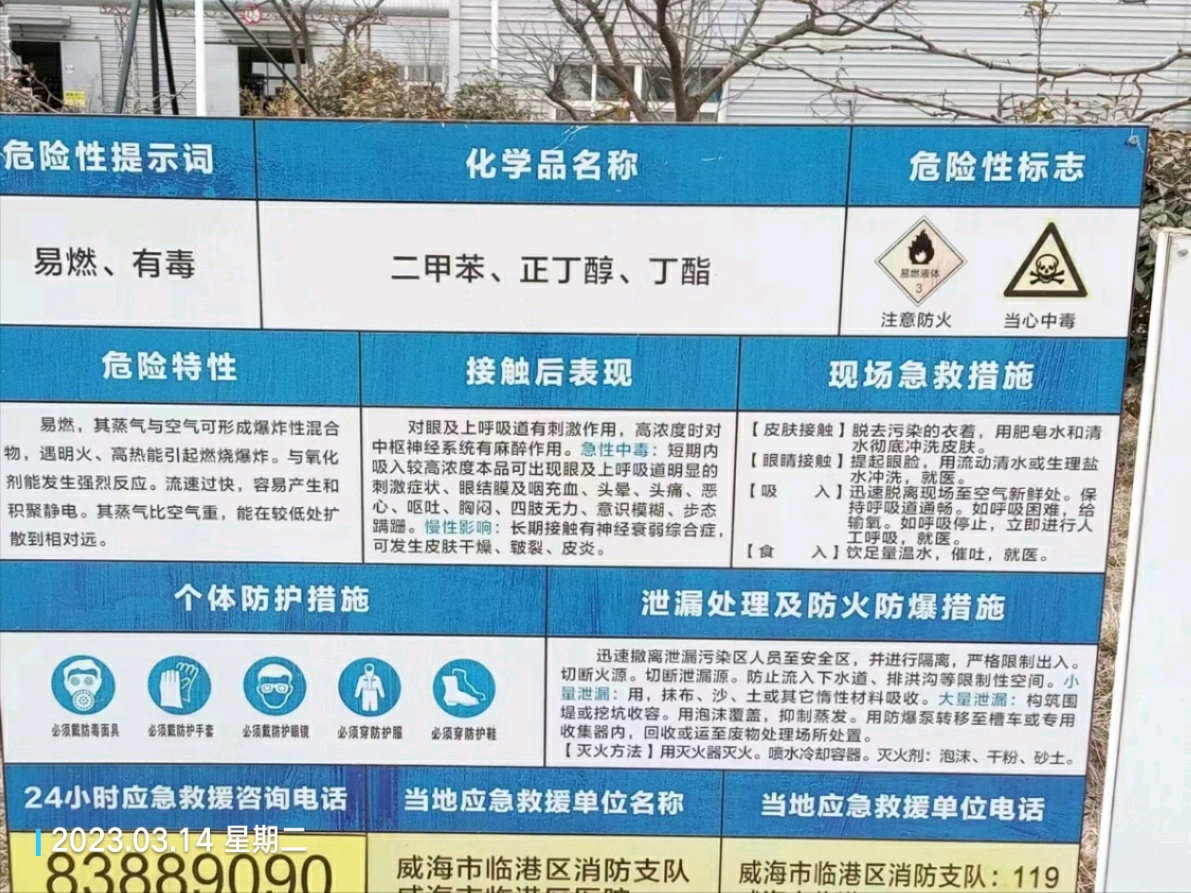 危险性提示词
化学品名称
危险性标志
易燃、有毒
二甲苯、正丁醇、丁酯
易燃液体
3
注意防火
当心中毒
危险特性
接触后表现
现场急救措施
易燃，其蒸气与空气可形成爆炸性混合
物，遇明火、高热能引起燃烧爆炸。与氧化
剂能发生强烈反应。流速过快，容易产生和
积聚静电。其蒸气比空气重，能在较低处扩
散到相对远。
对眼及上呼吸道有刺激作用，高浓度时对
中枢神经系统有麻醉作用。急性中毒：短期内
吸入较高浓度本品可出现眼及上呼吸道明显的
刺激症状、眼结膜及咽充血、头晕、头痛、恶
心、呕吐、胸闷、四肢无力、意识模糊、步态
蹒跚。慢性影响：长期接触有神经衰弱综合症，
可发生皮肤干燥、皲裂、皮炎。
【皮肤接触】脱去污染的衣着，用肥皂水和清
水彻底冲洗皮肤。
【眼睛接触】提起眼脸，用流动清水或生理盐
水冲洗，就医。
【吸 入】迅速脱离现场至空气新鲜处。保
持呼吸道通畅。如呼吸困难，给
输氧。如呼吸停止，立即进行人
工呼吸，就医。
【食 入】饮足量温水，催吐，就医。
个体防护措施
泄漏处理及防火防爆措施
必须戴防毒面具
必须戴防护手套
必须戴防护眼镜
必须穿防护服
必须穿防护鞋
迅速撤离泄漏污染区人员至安全区，并进行隔离，严格限制出入。
切断火源。切断泄漏源。防止流入下水道、排洪沟等限制性空间。小
量泄漏：用，抹布、沙、土或其它惰性材料吸收。大量泄漏：构筑围
堤或挖坑收容。用泡沫覆盖，抑制蒸发。用防爆泵转移至槽车或专用
收集器内，回收或运至废物处理场所处置。
【灭火方法】用灭火器灭火。喷水冷却容器。灭火剂：泡沫、干粉、砂土。
24小时应急救援咨询电话
当地应急救援单位名称
当地应急救援单位电话
2023.03.14 星期二
83889090
威海市临港区消防支队
威海市临港区消防支队：119